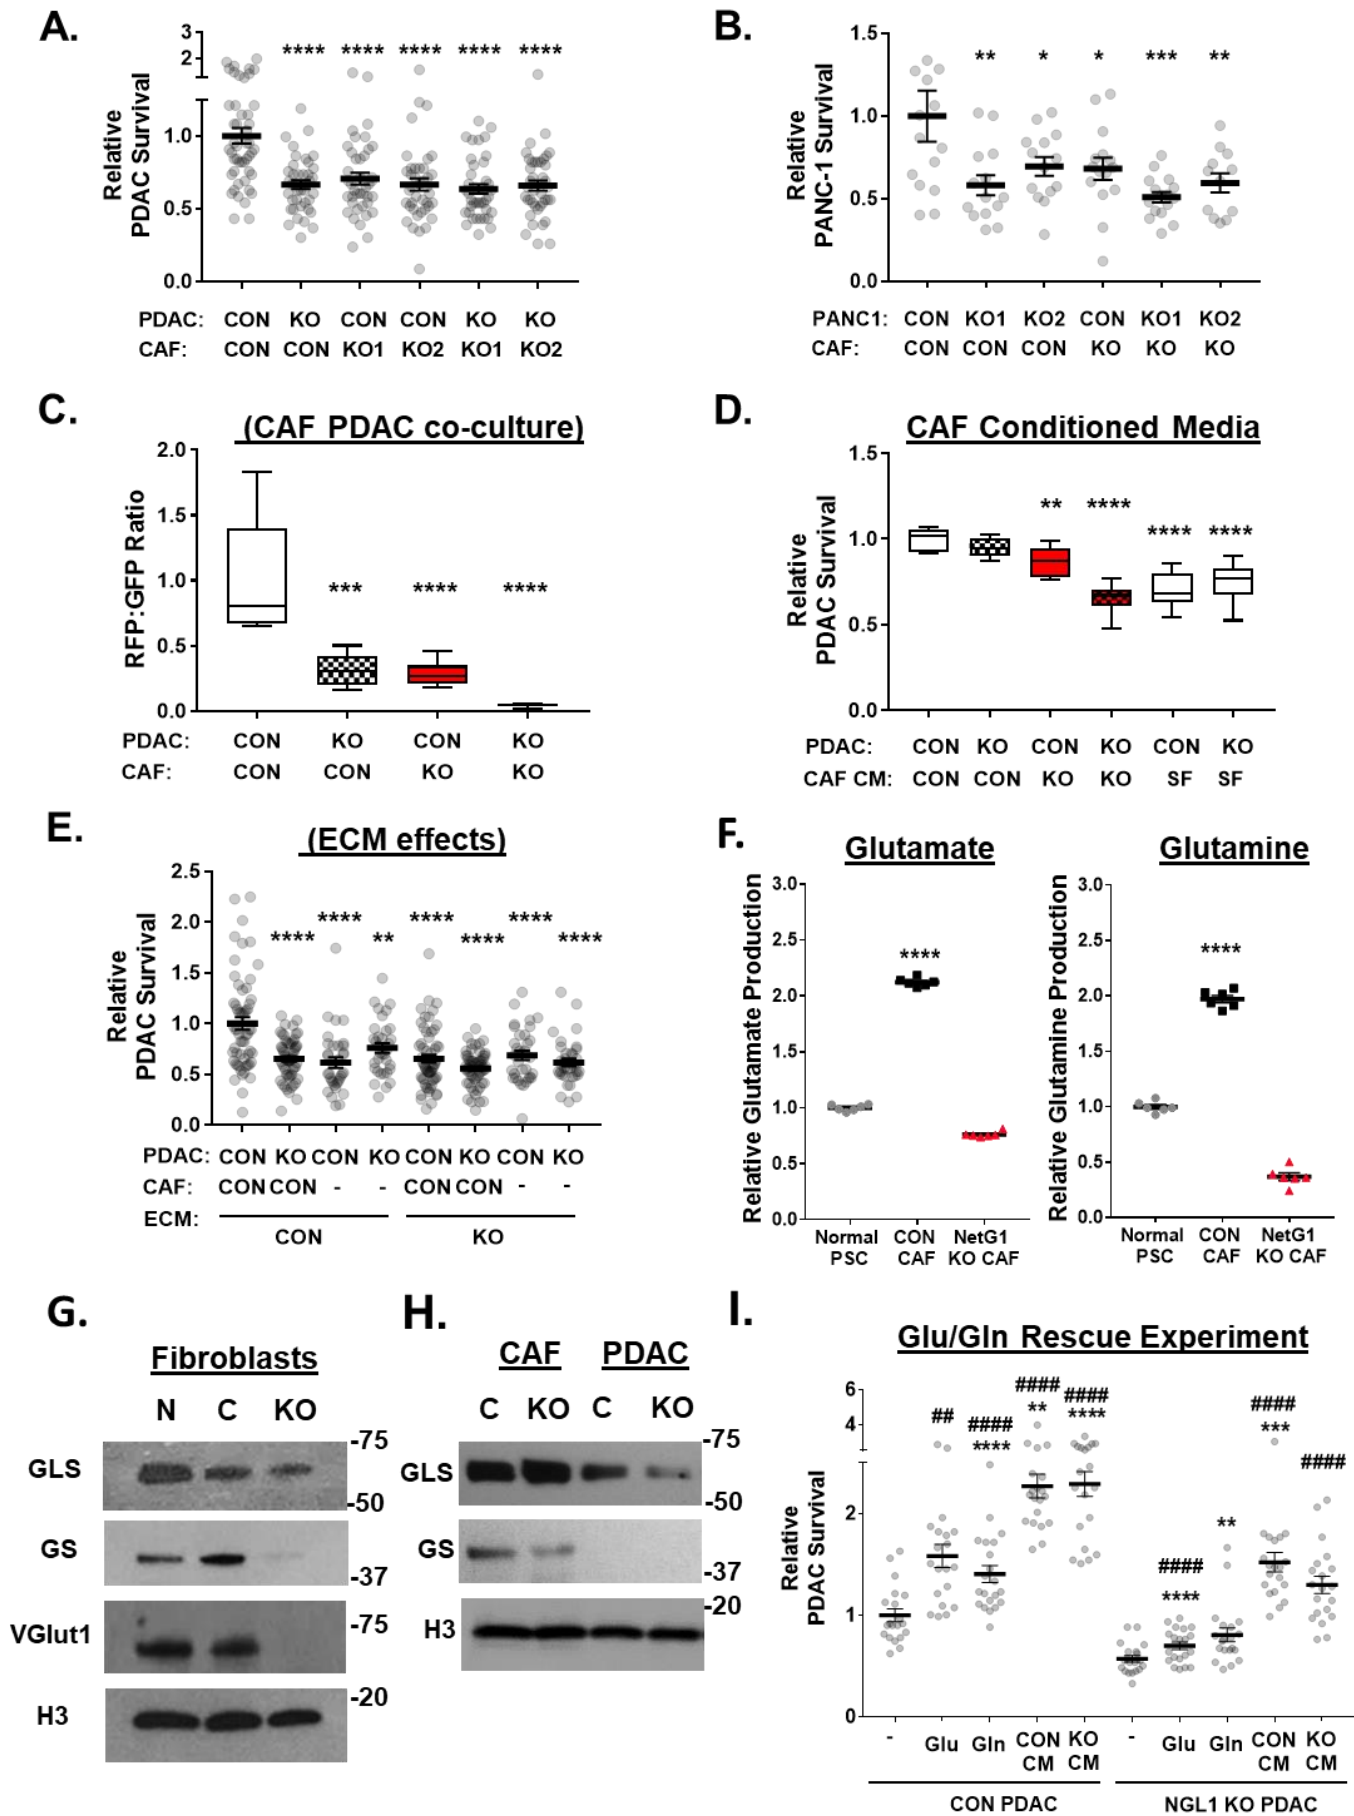 A.
Relative
PDAC Survival
3
2
1.0
0.5
0.0
**** **** **** **** ****
PDAC: CON KO CON CON KO KO
CAF: CON CON KO1 KO2 KO1 KO2
B.
Relative
PANC-1 Survival
1.5
1.0
0.5
0.0
** * * *** **
PANC1: CON KO1 KO2 CON KO1 KO2
CAF: CON CON CON KO KO KO
C.
(CAF PDAC co-culture)
RFP:GFP Ratio
2.0
1.5
1.0
0.5
0.0
*** **** ****
PDAC: CON KO CON KO
CAF: CON CON KO KO
D.
CAF Conditioned Media
Relative
PDAC Survival
1.5
1.0
0.5
0.0
** **** **** ****
PDAC: CON KO CON KO CON KO
CAF CM: CON CON KO KO SF SF
E.
(ECM effects)
Relative
PDAC Survival
2.5
2.0
1.5
1.0
0.5
0.0
**** **** ** **** **** **** ****
PDAC: CON KO CON KO CON KO CON KO
CAF: CON CON - - CON CON - -
ECM:
CON KO
F.
Glutamate
Relative Glutamate Production
3.0
2.5
2.0
1.5
1.0
0.5
0.0
****
Normal CON NetG1
PSC CAF KO CAF
Glutamine
Relative Glutamine Production
3.0
2.5
2.0
1.5
1.0
0.5
0.0
****
Normal CON NetG1
PSC CAF KO CAF
G.
Fibroblasts
N C KO
-75
GLS
-50
GS
-37
-75
VGlut1
-20
H3
H.
CAF PDAC
C KO C KO
-75
GLS
-50
GS
-37
-20
H3
I.
Glu/Gln Rescue Experiment
Relative
PDAC Survival
6
4
2
1
0
## #### #### #### #### #### ####
**** ** **** **** ** ***
- Glu Gln CON KO - Glu Gln CON KO
CM CM CM CM
CON PDAC NGL1 KO PDAC